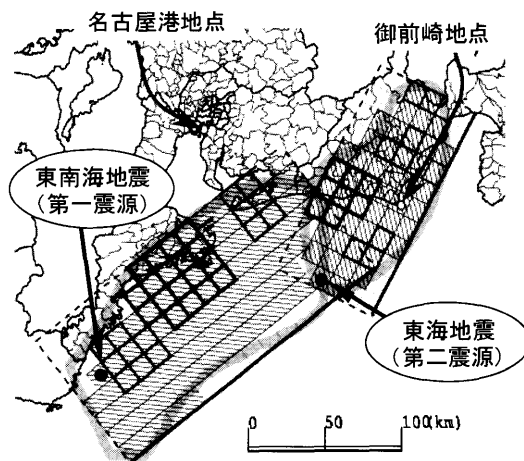 名古屋港地点
御前崎地点
東南海地震
(第一震源)
東海地震
(第二震源)
0 50 100(km)